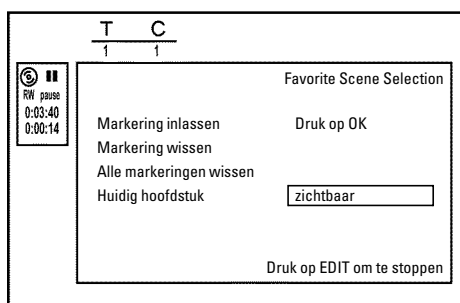 T C
1 1
RW pause
0:03:40
0:00:14
Favorite Scene Selection
Markering inlassen Druk op OK
Markering wissen
Alle markeringen wissen
Huidig hoofdstuk zichtbaar
Druk op EDIT om te stoppen